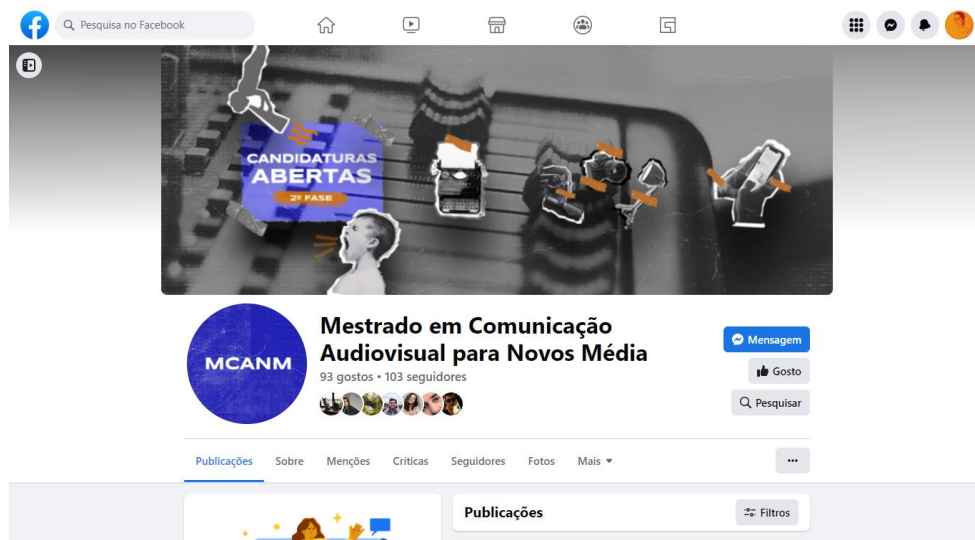 Pesquisa no Facebook
CANDIDATURAS
ABERTAS
2ª FASE
MCANM
Mestrado em Comunicação
Audiovisual para Novos Média
93 gostos • 103 seguidores
Mensagem
Gosto
Pesquisar
Publicações Sobre Menções Críticas Seguidores Fotos Mais
Publicações
Filtros